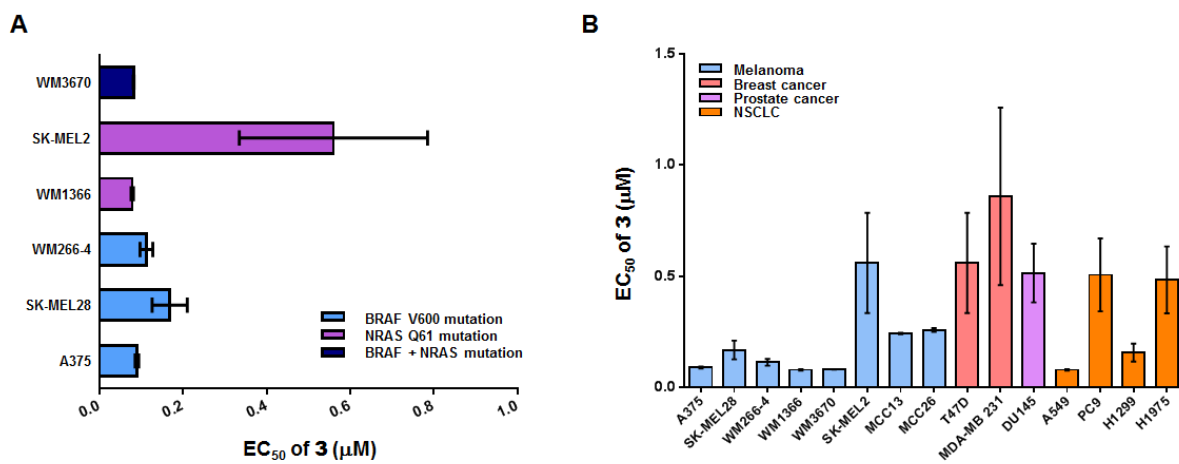 A
WM3670
SK-MEL2
WM1366
WM266-4
SK-MEL28
A375
BRAF V600 mutation
NRAS Q61 mutation
BRAF + NRAS mutation
0.0 0.2 0.4 0.6 0.8 1.0
EC50 of 3 (μM)
B
1.5
1.0
0.5
0.0
EC50 of 3 (μM)
Melanoma
Breast cancer
Prostate cancer
NSCLC
A375 SK-MEL28 WM266-4 WM1366 WM3670 SK-MEL2 MCC13 MCC26 T47D MDA-MB 231 DU145 A549 PC9 H1299 H1975